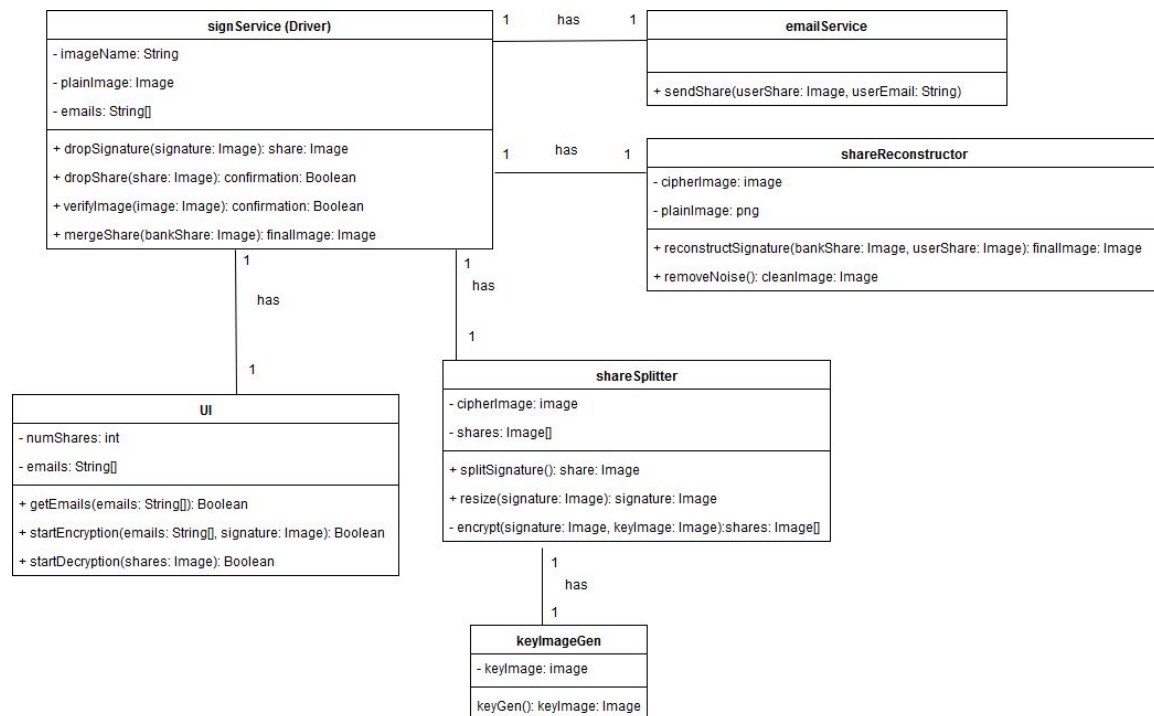 signService (Driver)
- imageName: String
- plainImage: Image
- emails: String[]
+ dropSignature(signature: Image): share: Image
+ dropShare(share: Image): confirmation: Boolean
+ verifyImage(image: Image): confirmation: Boolean
+ mergeShare(bankShare: Image): finalImage: Image
1 has 1
emailService
+ sendShare(userShare: Image, userEmail: String)
1 has 1
shareReconstructor
- cipherImage: image
- plainImage: png
+ reconstructSignature(bankShare: Image, userShare: Image): finalImage: Image
+ removeNoise(): cleanImage: Image
1
has
1
UI
- numShares: int
- emails: String[]
+ getEmails(emails: String[]): Boolean
+ startEncryption(emails: String[], signature: Image): Boolean
+ startDecryption(shares: Image): Boolean
1
has
1
shareSplitter
- cipherImage: image
- shares: Image[]
+ splitSignature(): share: Image
+ resize(signature: Image): signature: Image
- encrypt(signature: Image, keyImage: Image):shares: Image[]
1
has
1
keyImageGen
- keyImage: image
keyGen(): keyImage: Image